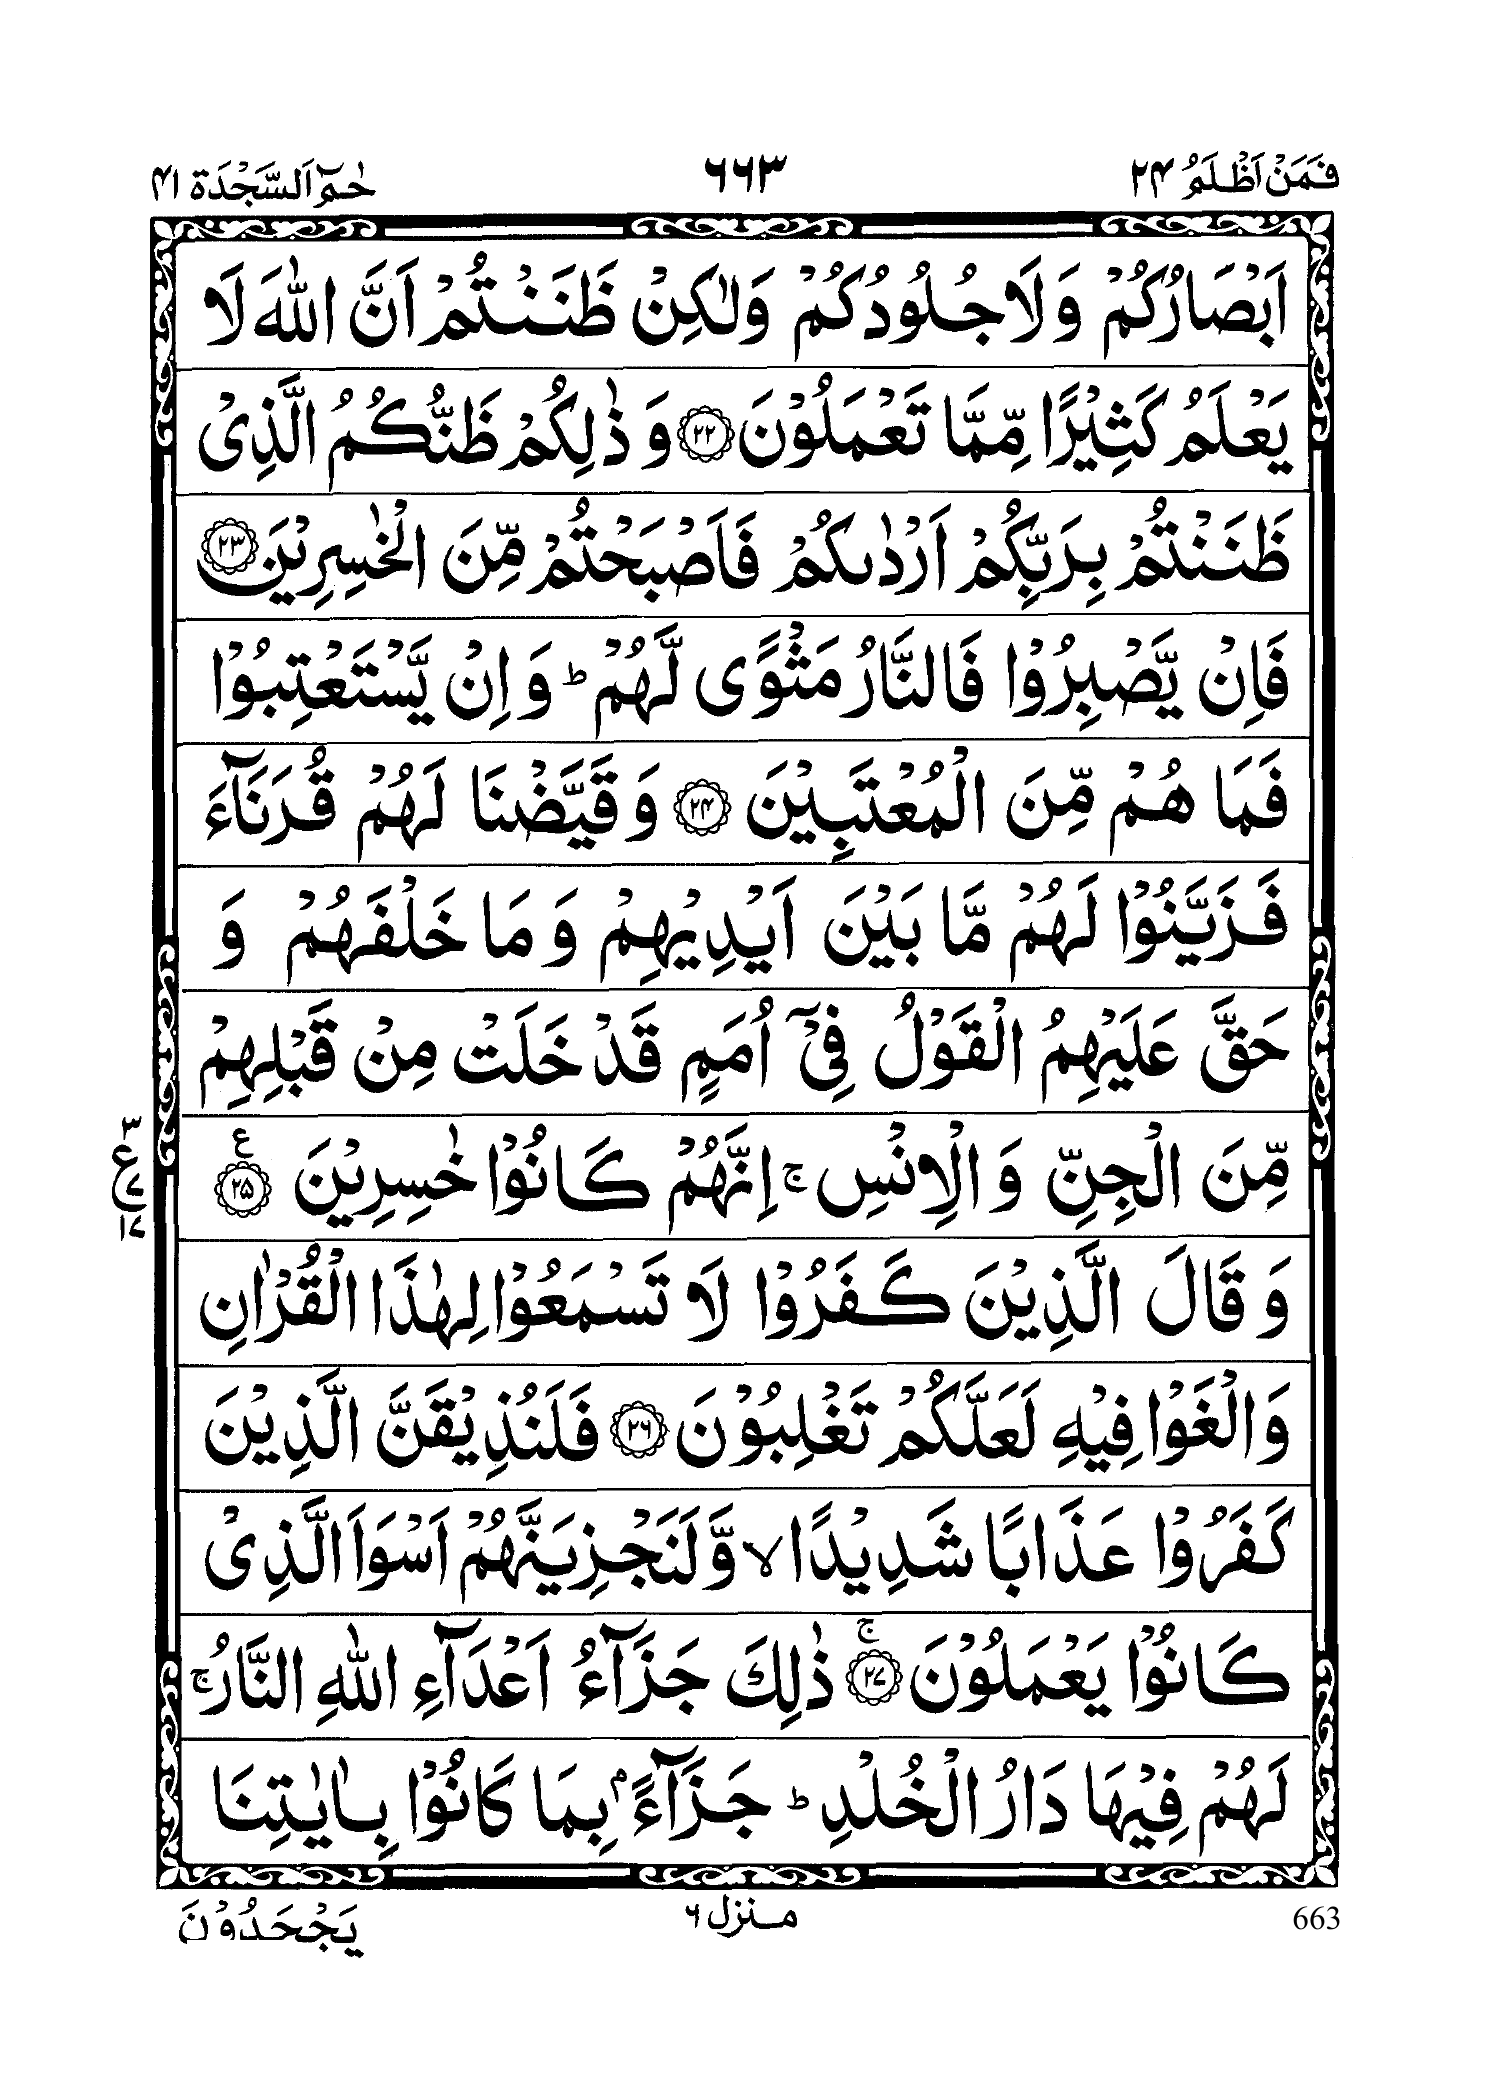 فَمَنْ اَظْلَمُ ۲۴
۶۶۳
حٰمٓ اَلسَّجْدَة ۴۱
اَبْصَارُكُمْ وَلَا جُلُوْدُكُمْ وَلٰكِنْ ظَنَنْتُمْ اَنَّ اللّٰهَ لَا
يَعْلَمُ كَثِيْرًا مِّمَّا تَعْمَلُوْنَ ۲۲ وَ ذٰلِكُمْ ظَنُّكُمُ الَّذِىْ
ظَنَنْتُمْ بِرَبِّكُمْ اَرْدٰىكُمْ فَاَصْبَحْتُمْ مِّنَ الْخٰسِرِيْنَ ۲۳
فَاِنْ يَّصْبِرُوْا فَالنَّارُ مَثْوًى لَّهُمْ ؕ وَ اِنْ يَّسْتَعْتِبُوْا
فَمَا هُمْ مِّنَ الْمُعْتَبِيْنَ ۲۴ وَ قَيَّضْنَا لَهُمْ قُرَنَآءَ
فَزَيَّنُوْا لَهُمْ مَّا بَيْنَ اَيْدِيْهِمْ وَ مَا خَلْفَهُمْ وَ
حَقَّ عَلَيْهِمُ الْقَوْلُ فِىْٓ اُمَمٍ قَدْ خَلَتْ مِنْ قَبْلِهِمْ
مِّنَ الْجِنِّ وَ الْاِنْسِ ۚ اِنَّهُمْ كَانُوْا خٰسِرِيْنَ ۲۵ ع
۳
ع ۷
۱۷
وَ قَالَ الَّذِيْنَ كَفَرُوْا لَا تَسْمَعُوْا لِهٰذَا الْقُرْاٰنِ
وَالْغَوْا فِيْهِ لَعَلَّكُمْ تَغْلِبُوْنَ ۲۶ فَلَنُذِيْقَنَّ الَّذِيْنَ
كَفَرُوْا عَذَابًا شَدِيْدًا ۙ وَّ لَنَجْزِيَنَّهُمْ اَسْوَاَ الَّذِىْ
كَانُوْا يَعْمَلُوْنَ ۲۷ ۚ ذٰلِكَ جَزَآءُ اَعْدَآءِ اللّٰهِ النَّارُ ۚ
لَهُمْ فِيْهَا دَارُ الْخُلْدِ ؕ جَزَآءًۢ بِمَا كَانُوْا بِاٰيٰتِنَا
يَجْحَدُوْنَ
منزل ۶
663